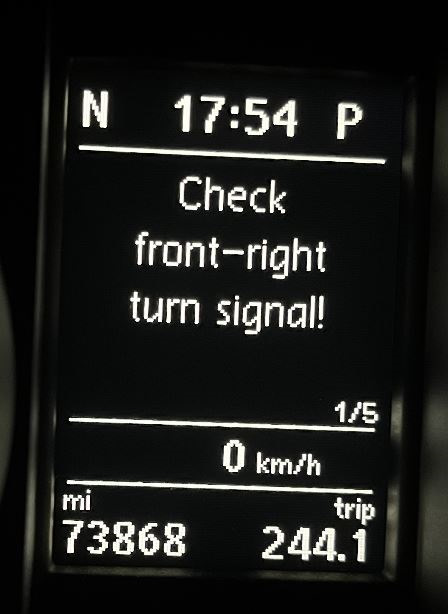 N 17:54 P
Check
front-right
turn signal!
1/5
0 km/h
mi trip
73868 244.1